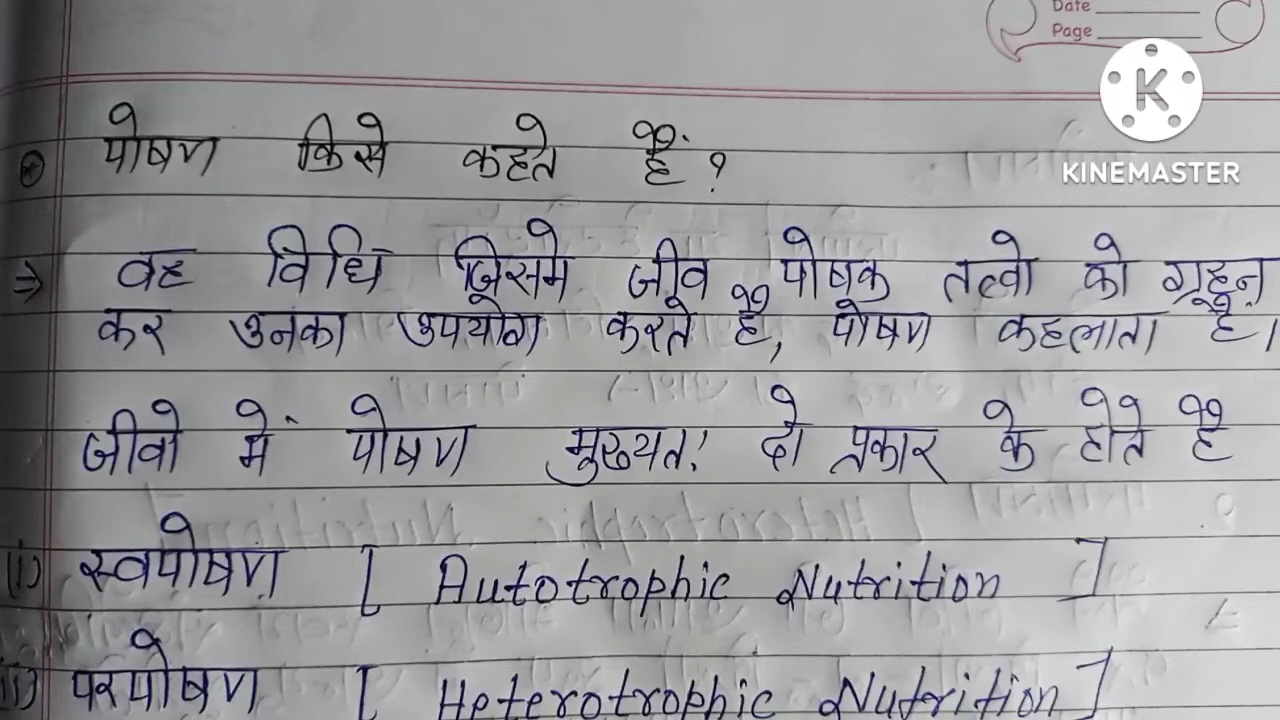 Date
Page
KINEMASTER
पोषण किसे कहते हैं ?
⇒ वह विधि जिसमे जीव पोषक तत्वो को ग्रहन
कर उनका उपयोग करते है, पोषण कहलाता है।
जीवो में पोषण मुख्यत: दो प्रकार के होते है
(i) स्वपोषण [ Autotrophic Nutrition ]
(ii) परपोषण [ Heterotrophic Nutrition ]